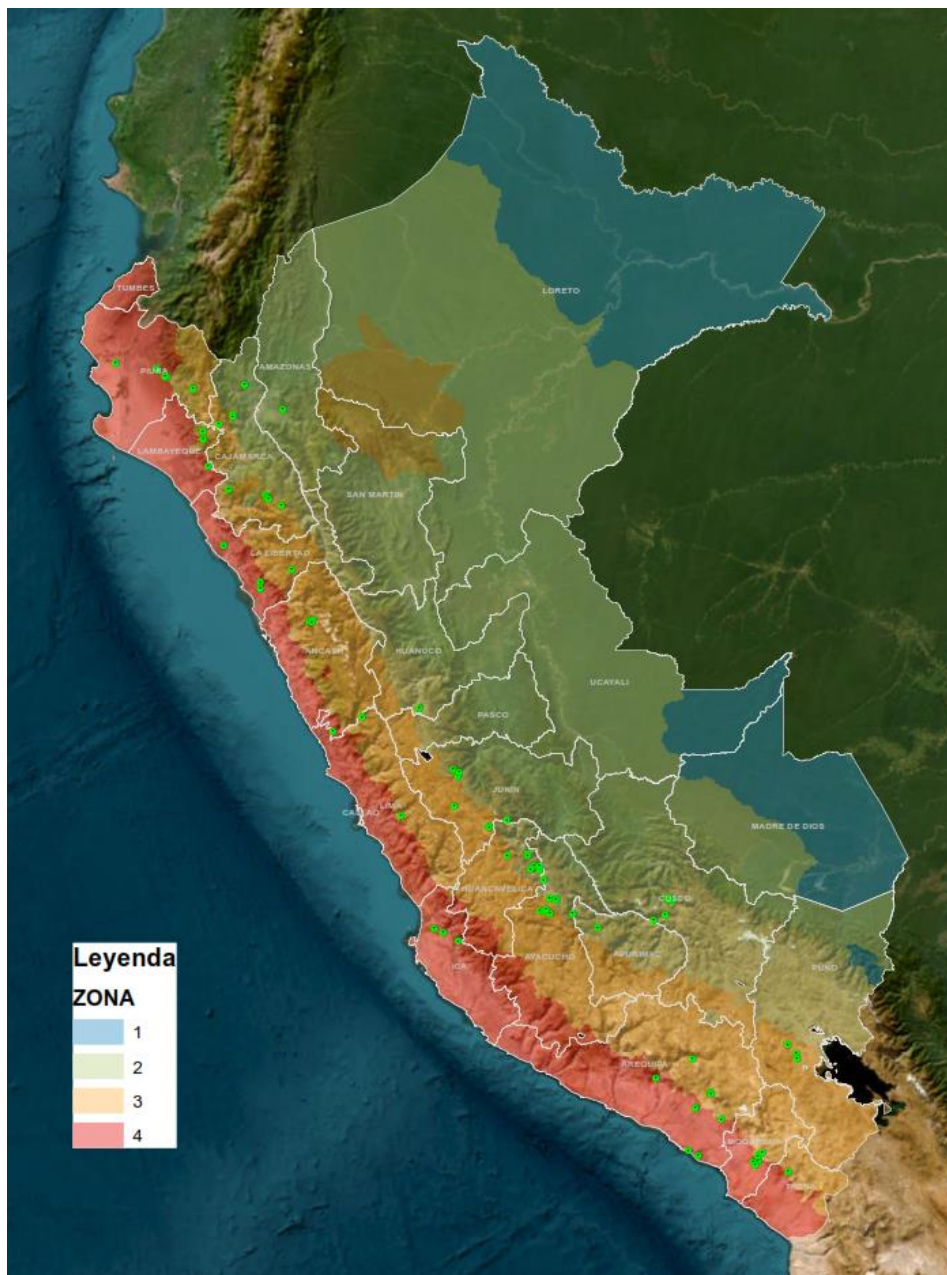 LORETO
TUMBES
PIURA
AMAZONAS
LAMBAYEQUE
CAJAMARCA
SAN MARTIN
LA LIBERTAD
ANCASH
HUANUCO
UCAYALI
PASCO
JUNIN
CALLAO
LIMA
MADRE DE DIOS
HUANCAVELICA
CUSCO
ICA
AYACUCHO
APURIMAC
PUNO
AREQUIPA
MOQUEGUA
Leyenda
ZONA
1
2
3
4